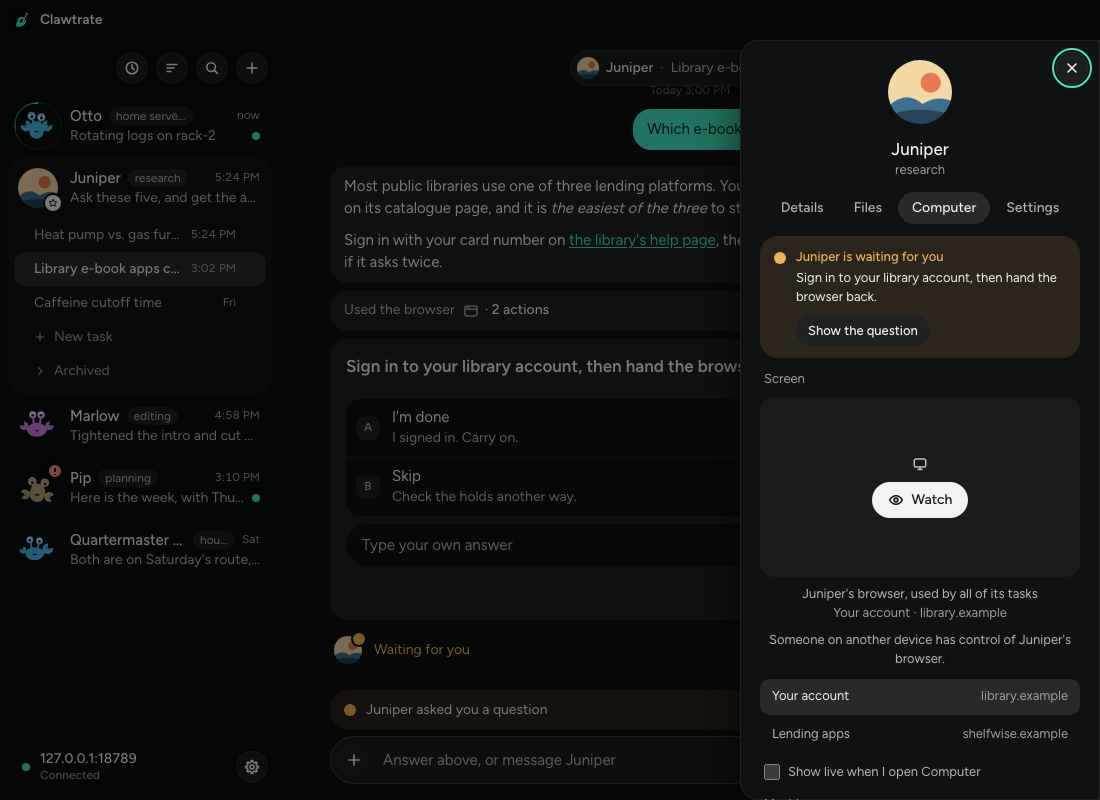 Clawtrate
Otto home serve... now
Rotating logs on rack-2
Juniper research 5:24 PM
Ask these five, and get the a...
Heat pump vs. gas fur... 5:24 PM
Library e-book apps c... 3:02 PM
Caffeine cutoff time Fri
New task
Archived
Marlow editing 4:58 PM
Tightened the intro and cut ...
Pip planning 3:10 PM
Here is the week, with Thu...
Quartermaster ... hou... Sat
Both are on Saturday's route,...
127.0.0.1:18789
Connected
Juniper · Library e-b
Today 3:00 PM
Which e-book
Most public libraries use one of three lending platforms. You
on its catalogue page, and it is the easiest of the three to st
Sign in with your card number on the library's help page, the
if it asks twice.
Used the browser · 2 actions
Sign in to your library account, then hand the brows
A I'm done
I signed in. Carry on.
B Skip
Check the holds another way.
Type your own answer
Waiting for you
Juniper asked you a question
Answer above, or message Juniper
Juniper
research
Details Files Computer Settings
Juniper is waiting for you
Sign in to your library account, then hand the
browser back.
Show the question
Screen
Watch
Juniper's browser, used by all of its tasks
Your account · library.example
Someone on another device has control of Juniper's
browser.
Your account library.example
Lending apps shelfwise.example
Show live when I open Computer